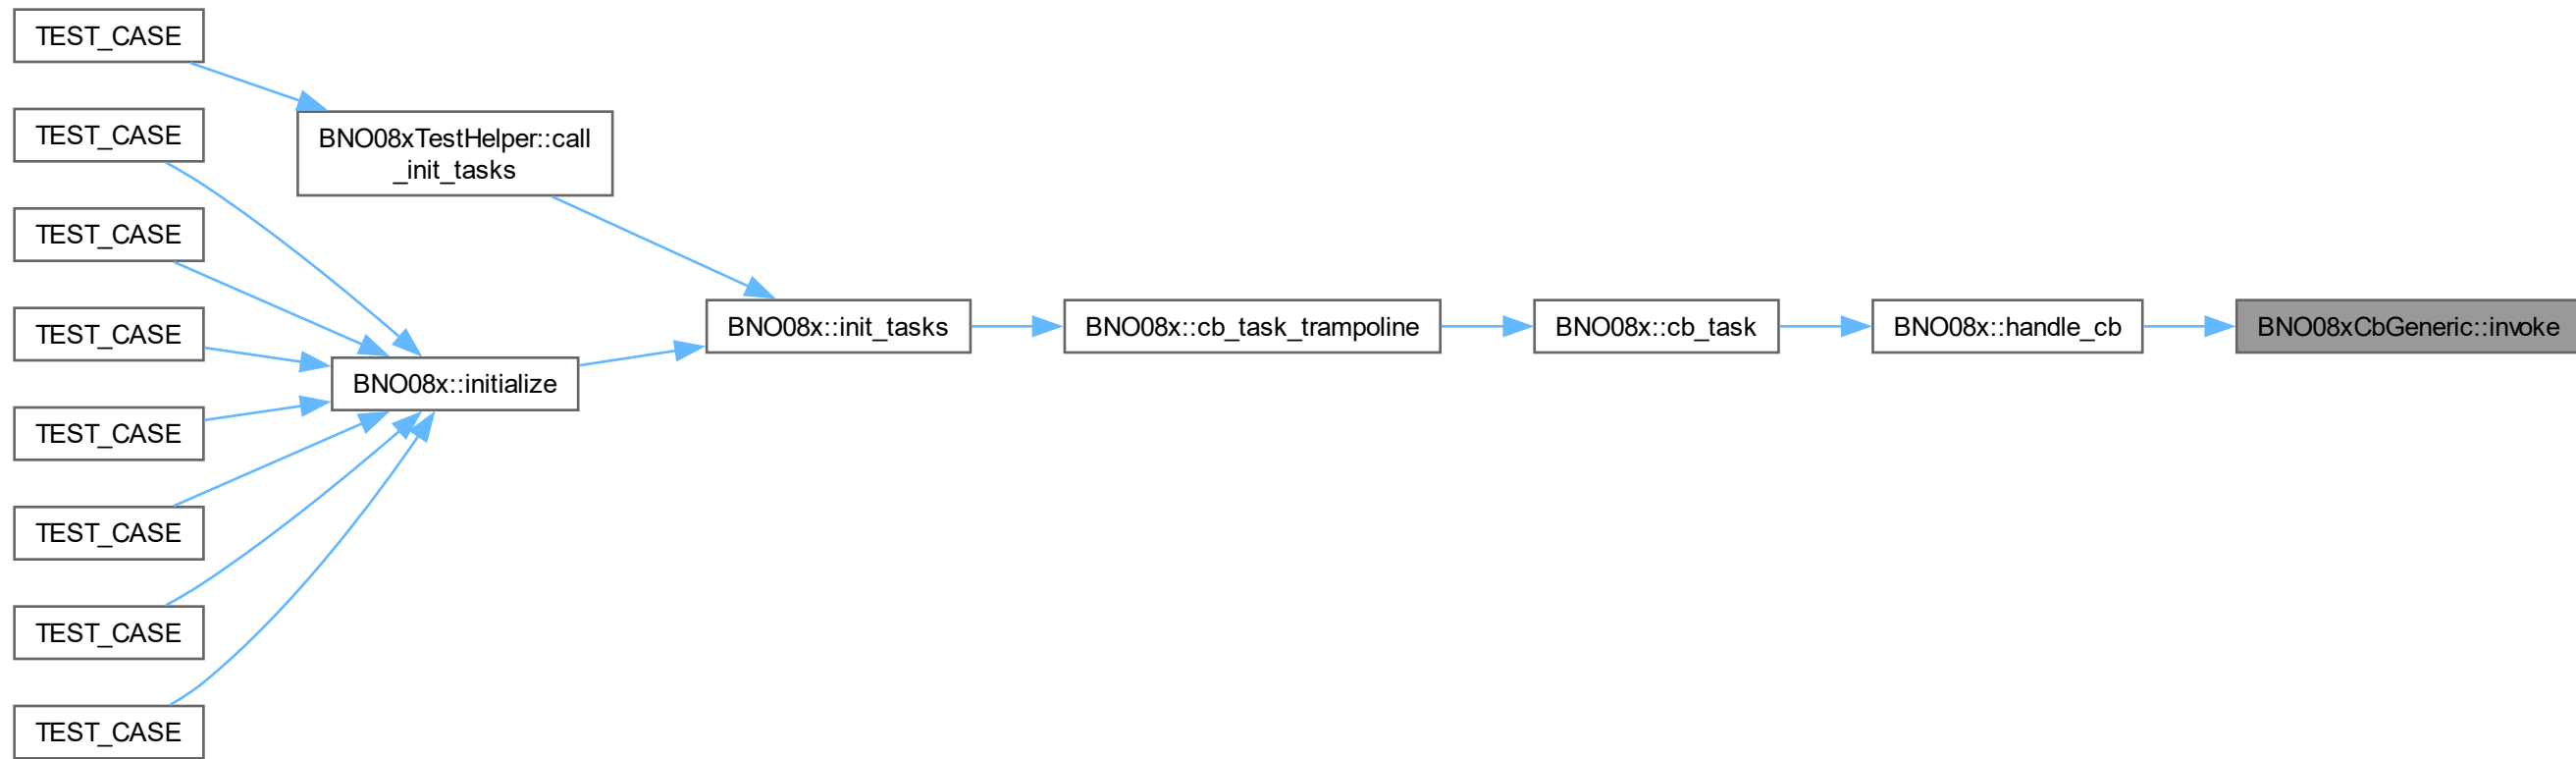 TEST_CASE
TEST_CASE
BNO08xTestHelper::call
_init_tasks
TEST_CASE
TEST_CASE
BNO08x::init_tasks
BNO08x::cb_task_trampoline
BNO08x::cb_task
BNO08x::handle_cb
BNO08xCbGeneric::invoke
BNO08x::initialize
TEST_CASE
TEST_CASE
TEST_CASE
TEST_CASE